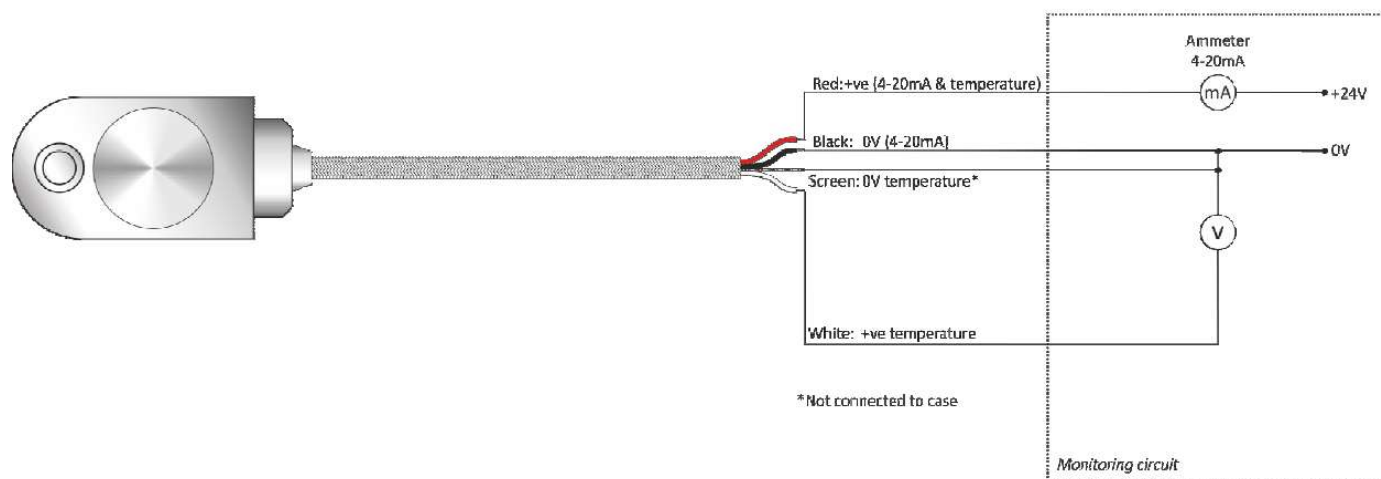 Ammeter
4-20mA
Red:+ve (4-20mA & temperature)
mA
+24V
Black: 0V (4-20mA)
0V
Screen: 0V temperature*
V
White: +ve temperature
*Not connected to case
Monitoring circuit